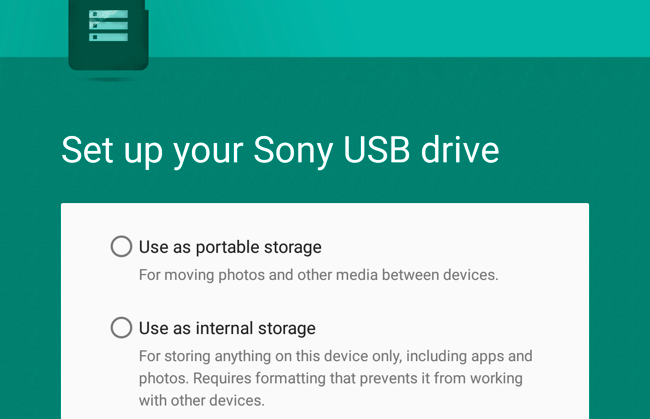 Set up your Sony USB drive
Use as portable storage
For moving photos and other media between devices.
Use as internal storage
For storing anything on this device only, including apps and
photos. Requires formatting that prevents it from working
with other devices.